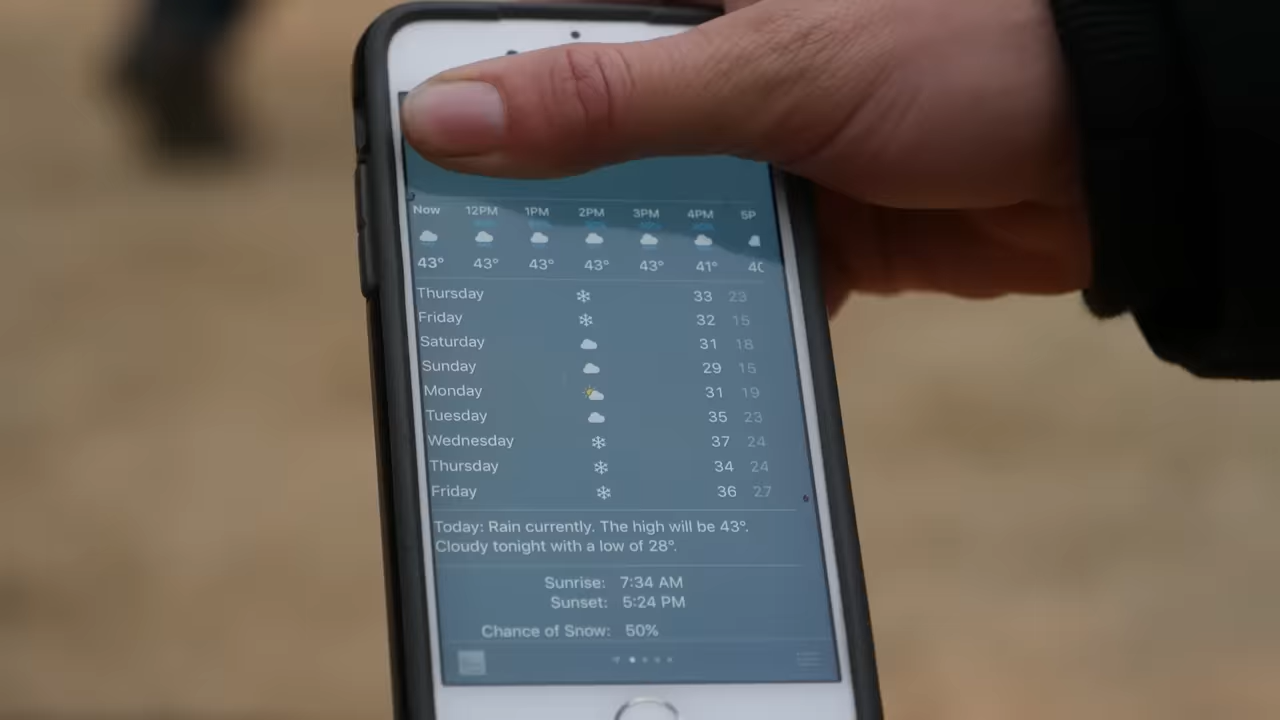 Now 12PM 1PM 2PM 3PM 4PM 5P
43° 43° 43° 43° 43° 41° 40
Thursday 33 23
Friday 32 15
Saturday 31 18
Sunday 29 15
Monday 31 19
Tuesday 35 23
Wednesday 37 24
Thursday 34 24
Friday 36 27
Today: Rain currently. The high will be 43°.
Cloudy tonight with a low of 28°.
Sunrise: 7:34 AM
Sunset: 5:24 PM
Chance of Snow: 50%